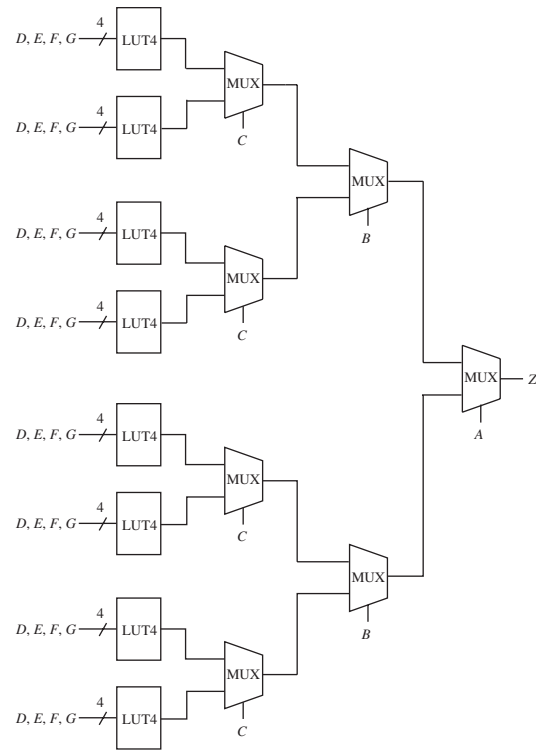 4
D, E, F, G LUT4
MUX
4
D, E, F, G LUT4
C
MUX
B
4
D, E, F, G LUT4
MUX
4
D, E, F, G LUT4
C
MUX Z
A
4
D, E, F, G LUT4
MUX
4
D, E, F, G LUT4
C
MUX
B
4
D, E, F, G LUT4
MUX
4
D, E, F, G LUT4
C